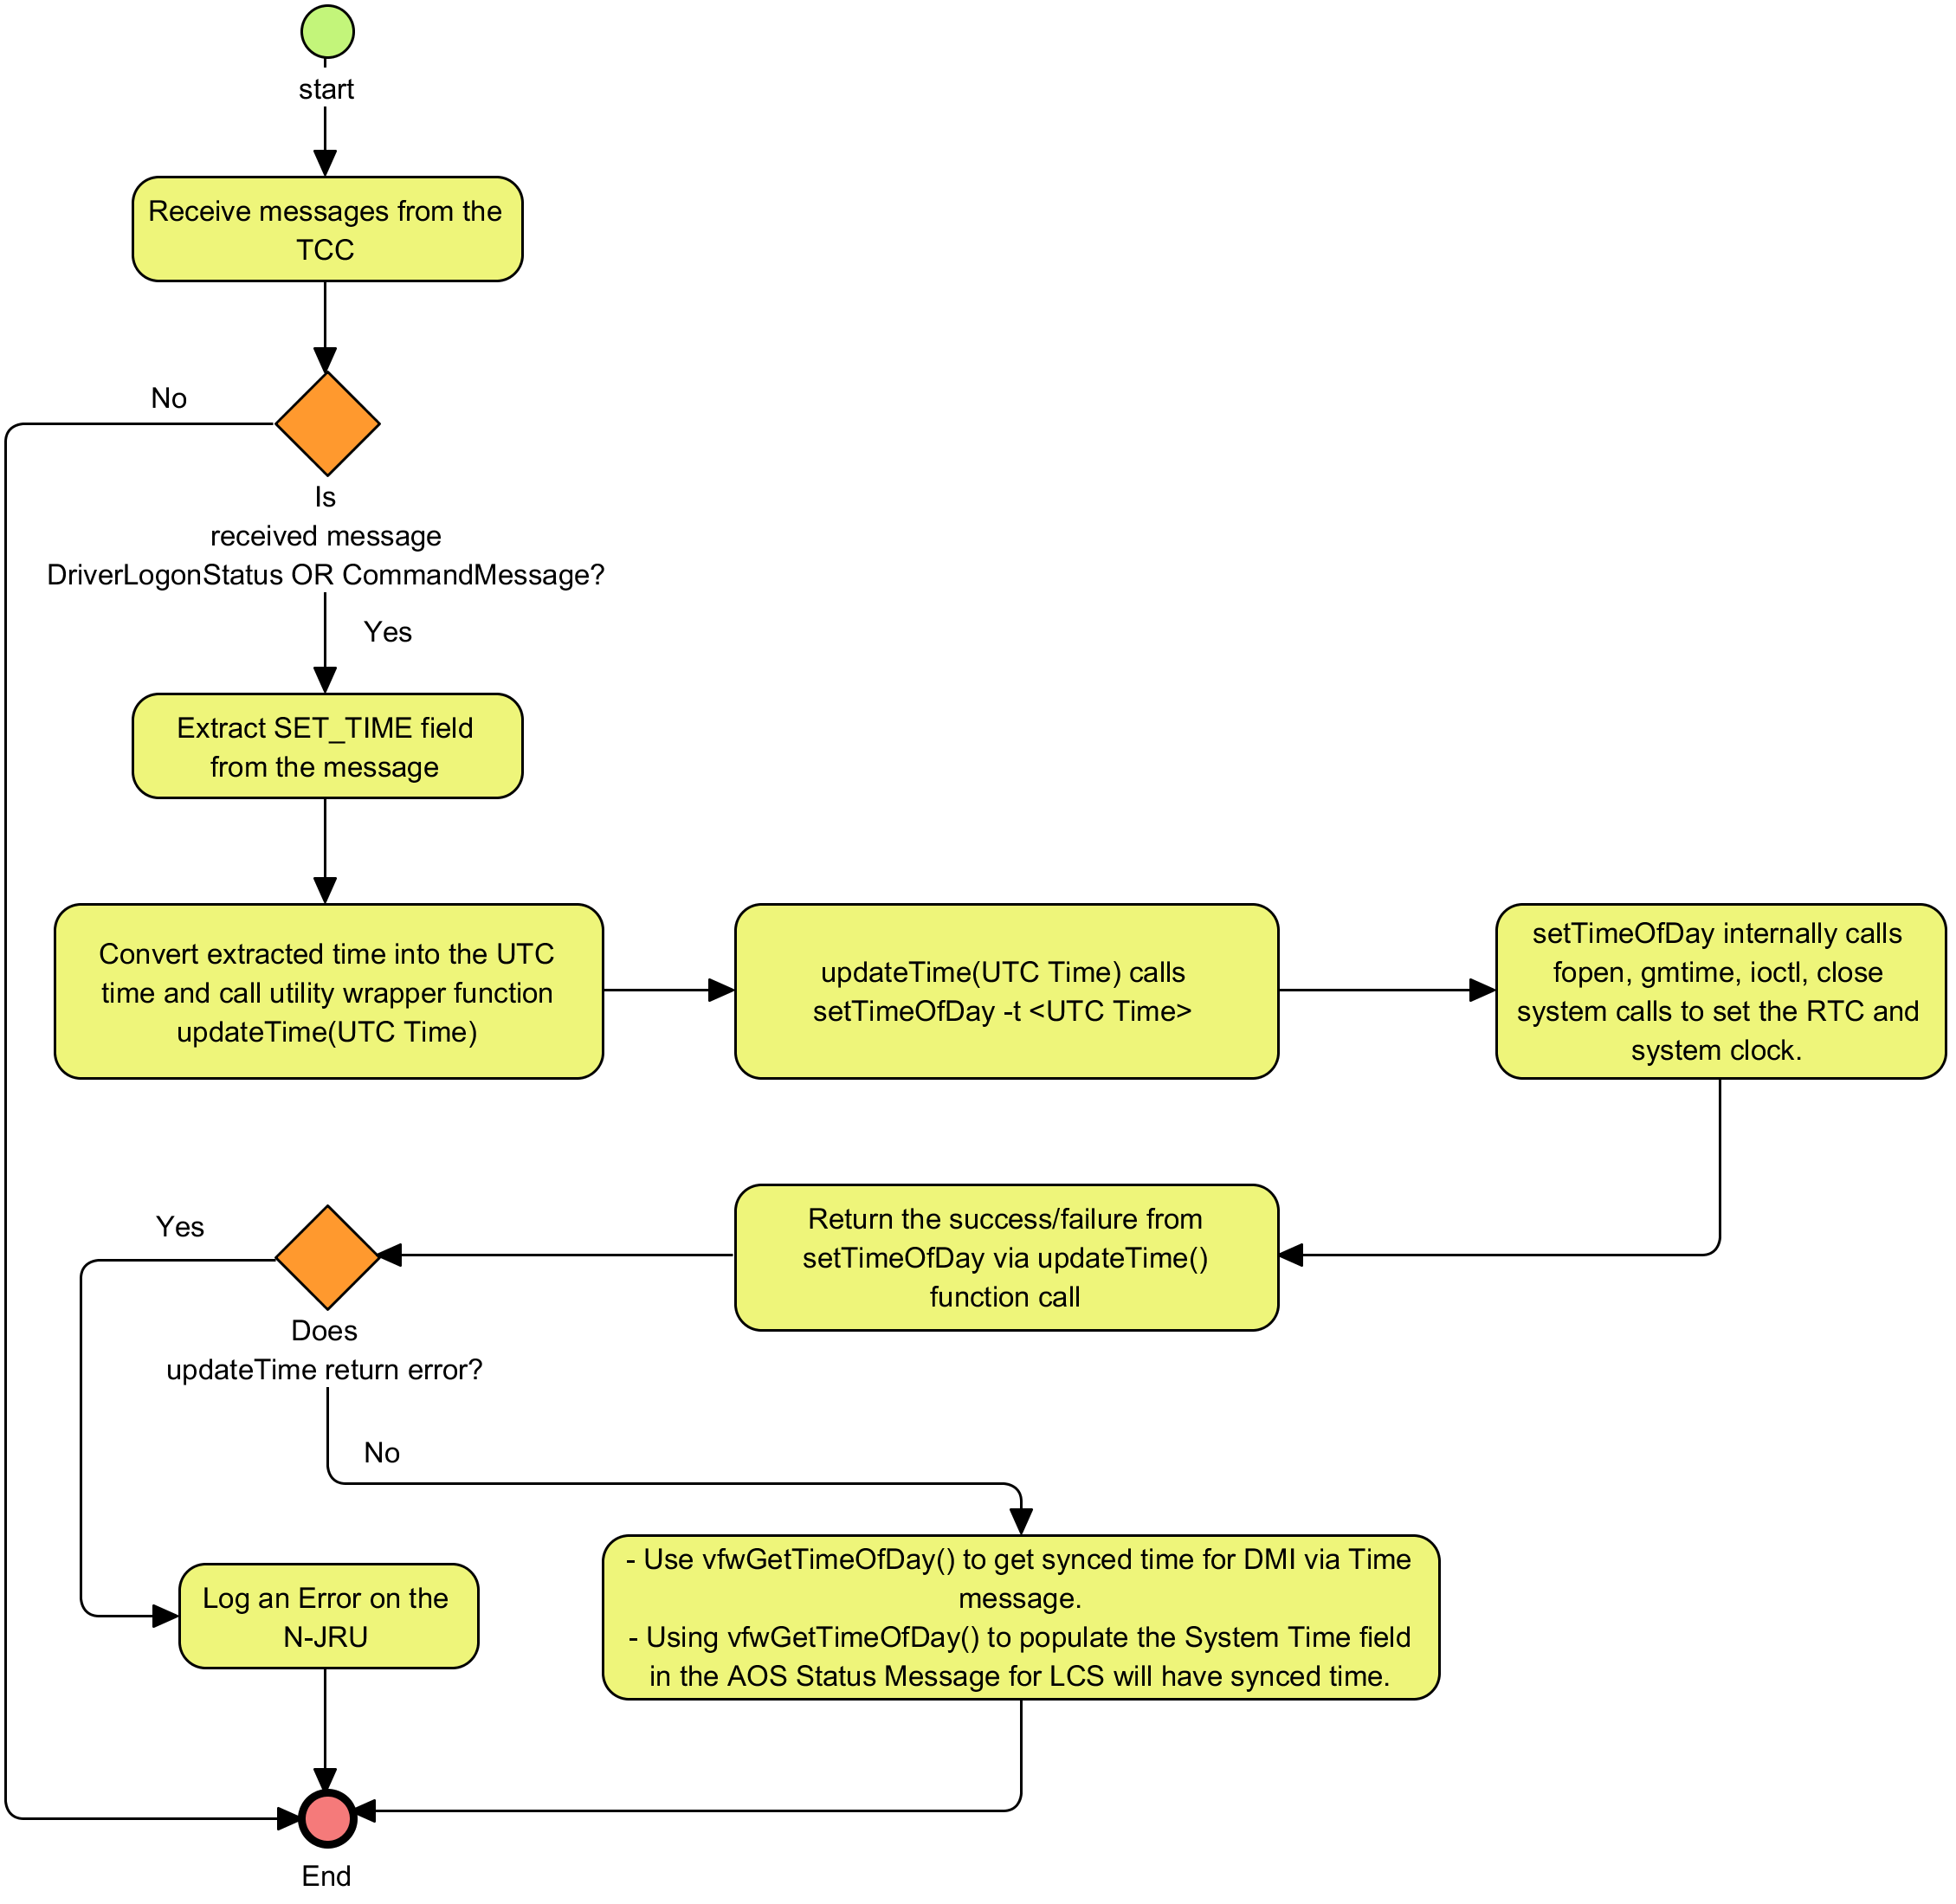 start
Receive messages from the
TCC
No
Is
received message
DriverLogonStatus OR CommandMessage?
Yes
Extract SET_TIME field
from the message
Convert extracted time into the UTC
time and call utility wrapper function
updateTime(UTC Time)
updateTime(UTC Time) calls
setTimeOfDay -t <UTC Time>
setTimeOfDay internally calls
fopen, gmtime, ioctl, close
system calls to set the RTC and
system clock.
Return the success/failure from
setTimeOfDay via updateTime()
function call
Yes
Does
updateTime return error?
No
Log an Error on the
N-JRU
- Use vfwGetTimeOfDay() to get synced time for DMI via Time
message.
- Using vfwGetTimeOfDay() to populate the System Time field
in the AOS Status Message for LCS will have synced time.
End